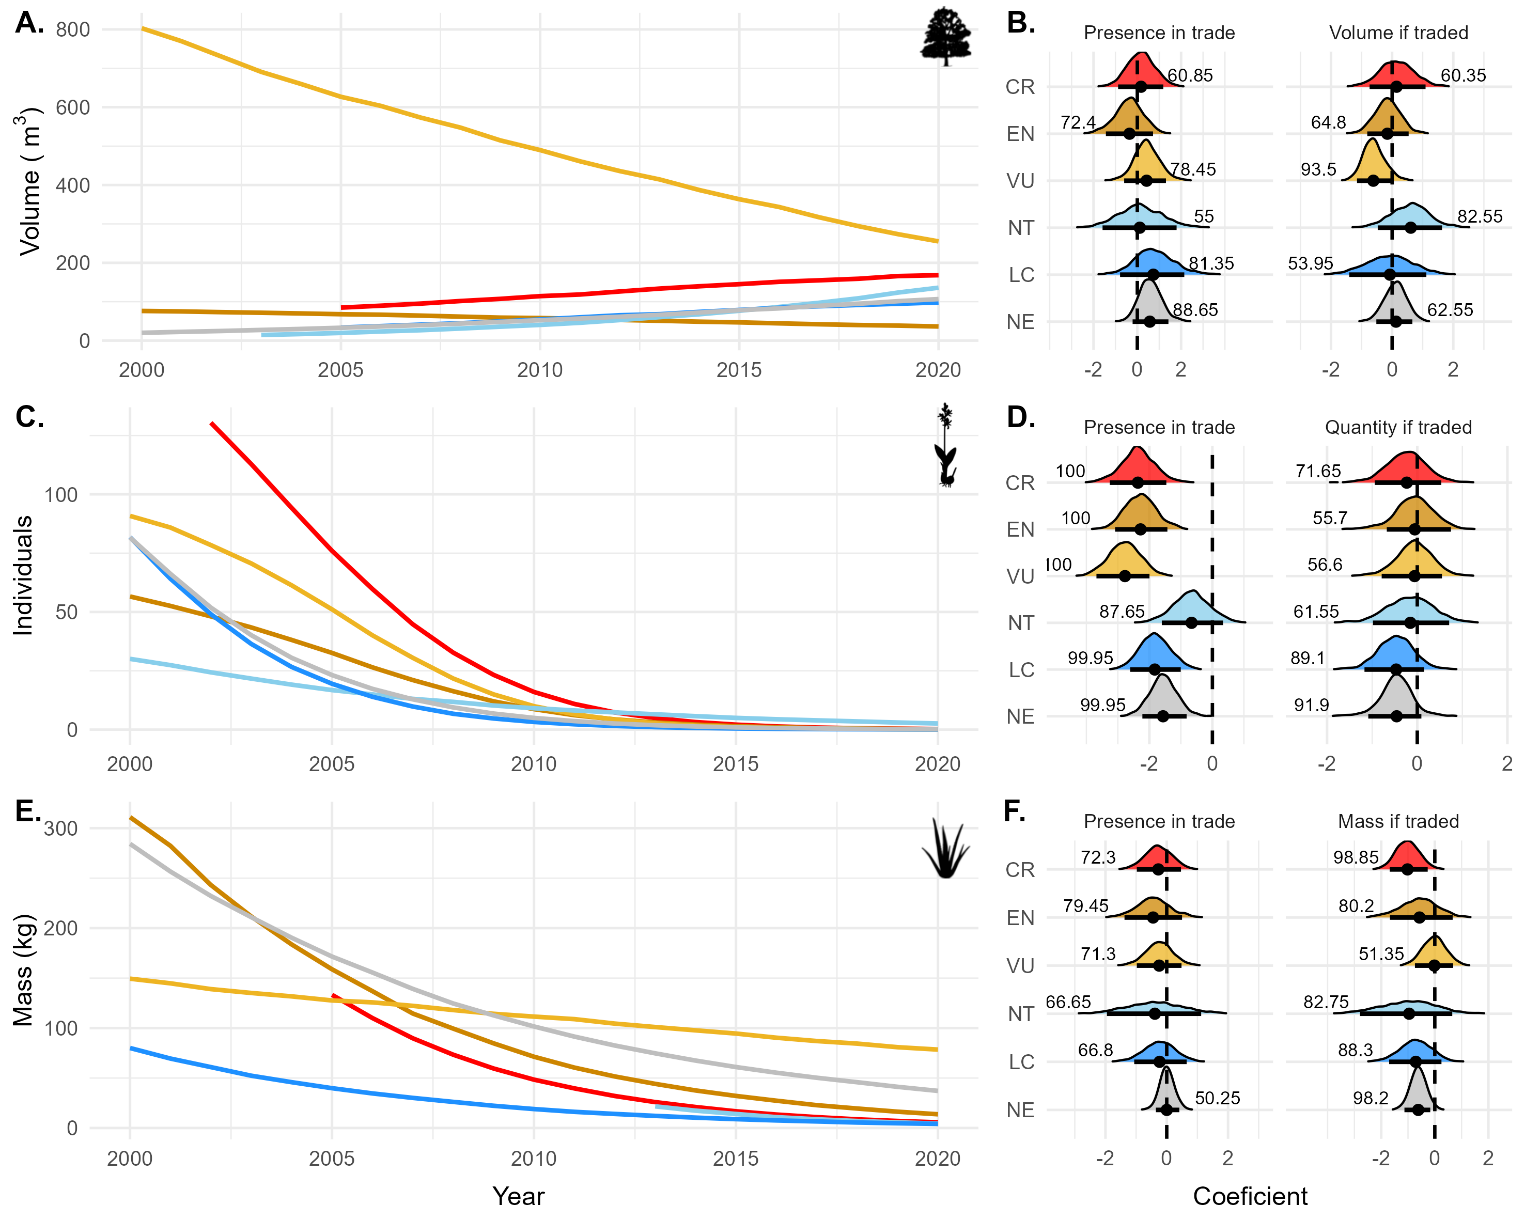 A.
800
600
400
200
0
Volume ( m3)
2000 2005 2010 2015 2020
B.
Presence in trade Volume if traded
CR 60.85 60.35
EN 72.4 64.8
VU 78.45 93.5
NT 55 82.55
LC 81.35 53.95
NE 88.65 62.55
-2 0 2 -2 0 2
C.
100
50
0
Individuals
2000 2005 2010 2015 2020
D.
Presence in trade Quantity if traded
CR 100 71.65
EN 100 55.7
VU 100 56.6
NT 87.65 61.55
LC 99.95 89.1
NE 99.95 91.9
-2 0 -2 0 2
E.
300
200
100
0
Mass (kg)
2000 2005 2010 2015 2020
Year
F.
Presence in trade Mass if traded
CR 72.3 98.85
EN 79.45 80.2
VU 71.3 51.35
NT 66.65 82.75
LC 66.8 88.3
NE 50.25 98.2
-2 0 2 -2 0 2
Coeficient